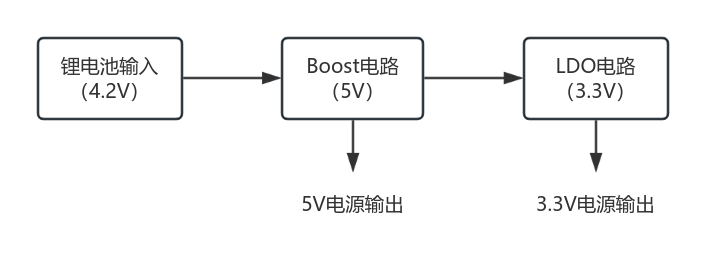 锂电池输入
（4.2V）
Boost电路
（5V）
LDO电路
（3.3V）
5V电源输出
3.3V电源输出